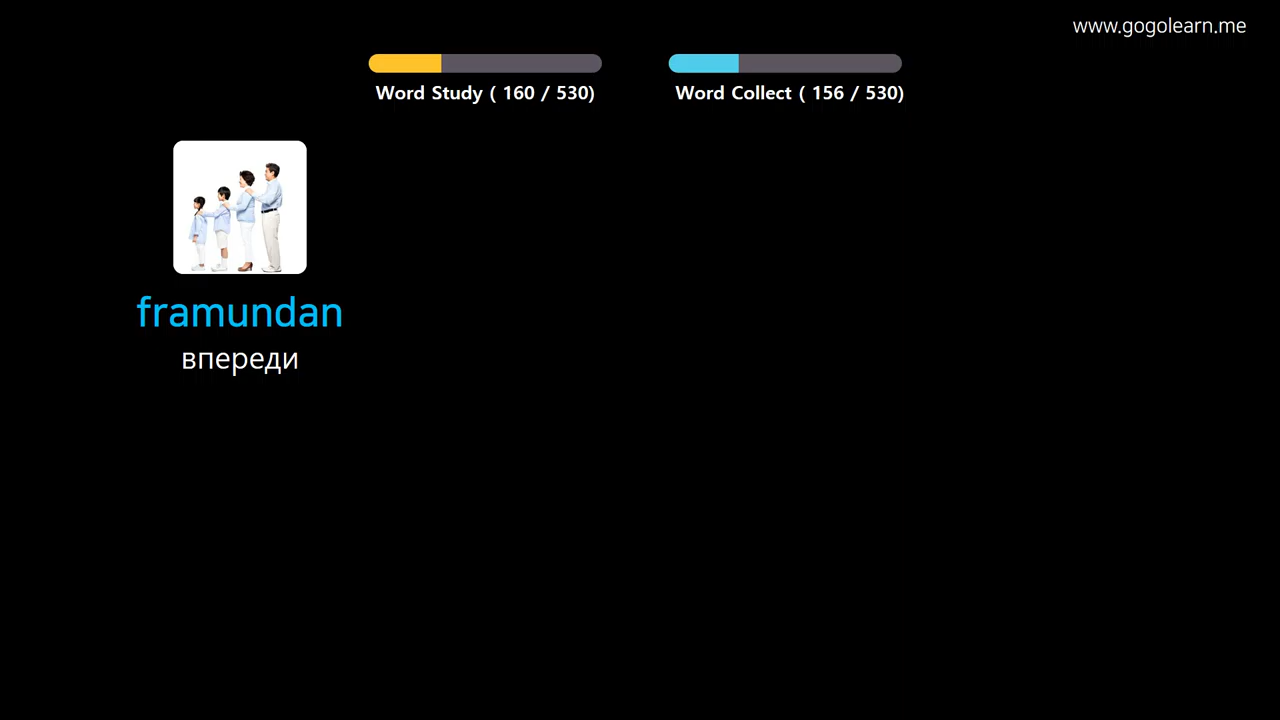 www.gogolearn.me
Word Study ( 160 / 530)
Word Collect ( 156 / 530)
framundan
впереди